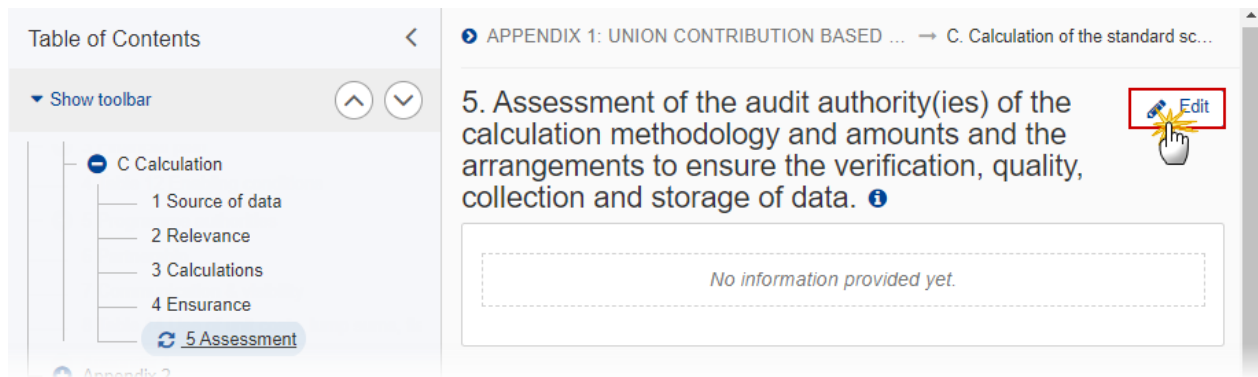 Table of Contents
Show toolbar
C Calculation
1 Source of data
2 Relevance
3 Calculations
4 Ensurance
5 Assessment
Appendix 2
APPENDIX 1: UNION CONTRIBUTION BASED ... → C. Calculation of the standard sc...
5. Assessment of the audit authority(ies) of the
calculation methodology and amounts and the
arrangements to ensure the verification, quality,
collection and storage of data.
Edit
No information provided yet.